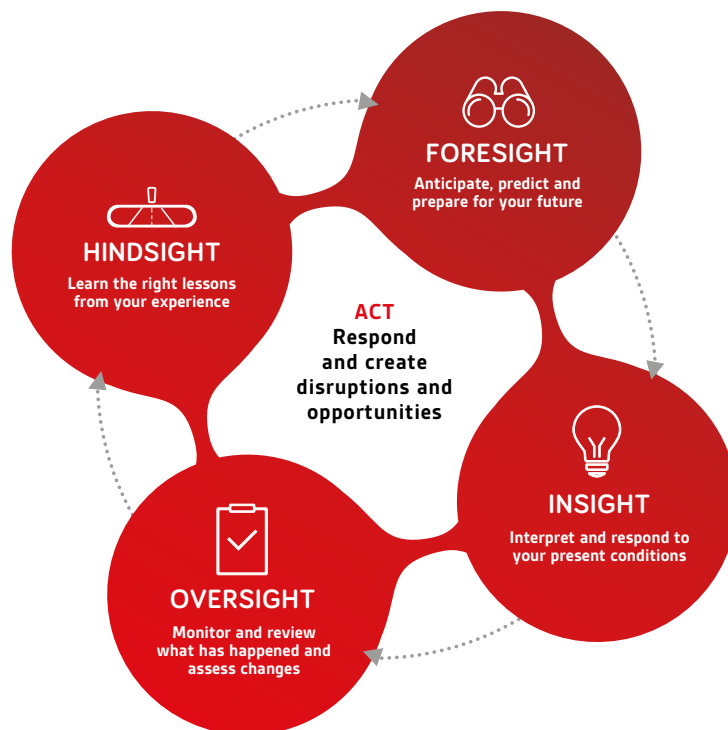 FORESIGHT
Anticipate, predict and
prepare for your future
HINDSIGHT
Learn the right lessons
from your experience
ACT
Respond
and create
disruptions and
opportunities
INSIGHT
Interpret and respond to
your present conditions
OVERSIGHT
Monitor and review
what has happened and
assess changes